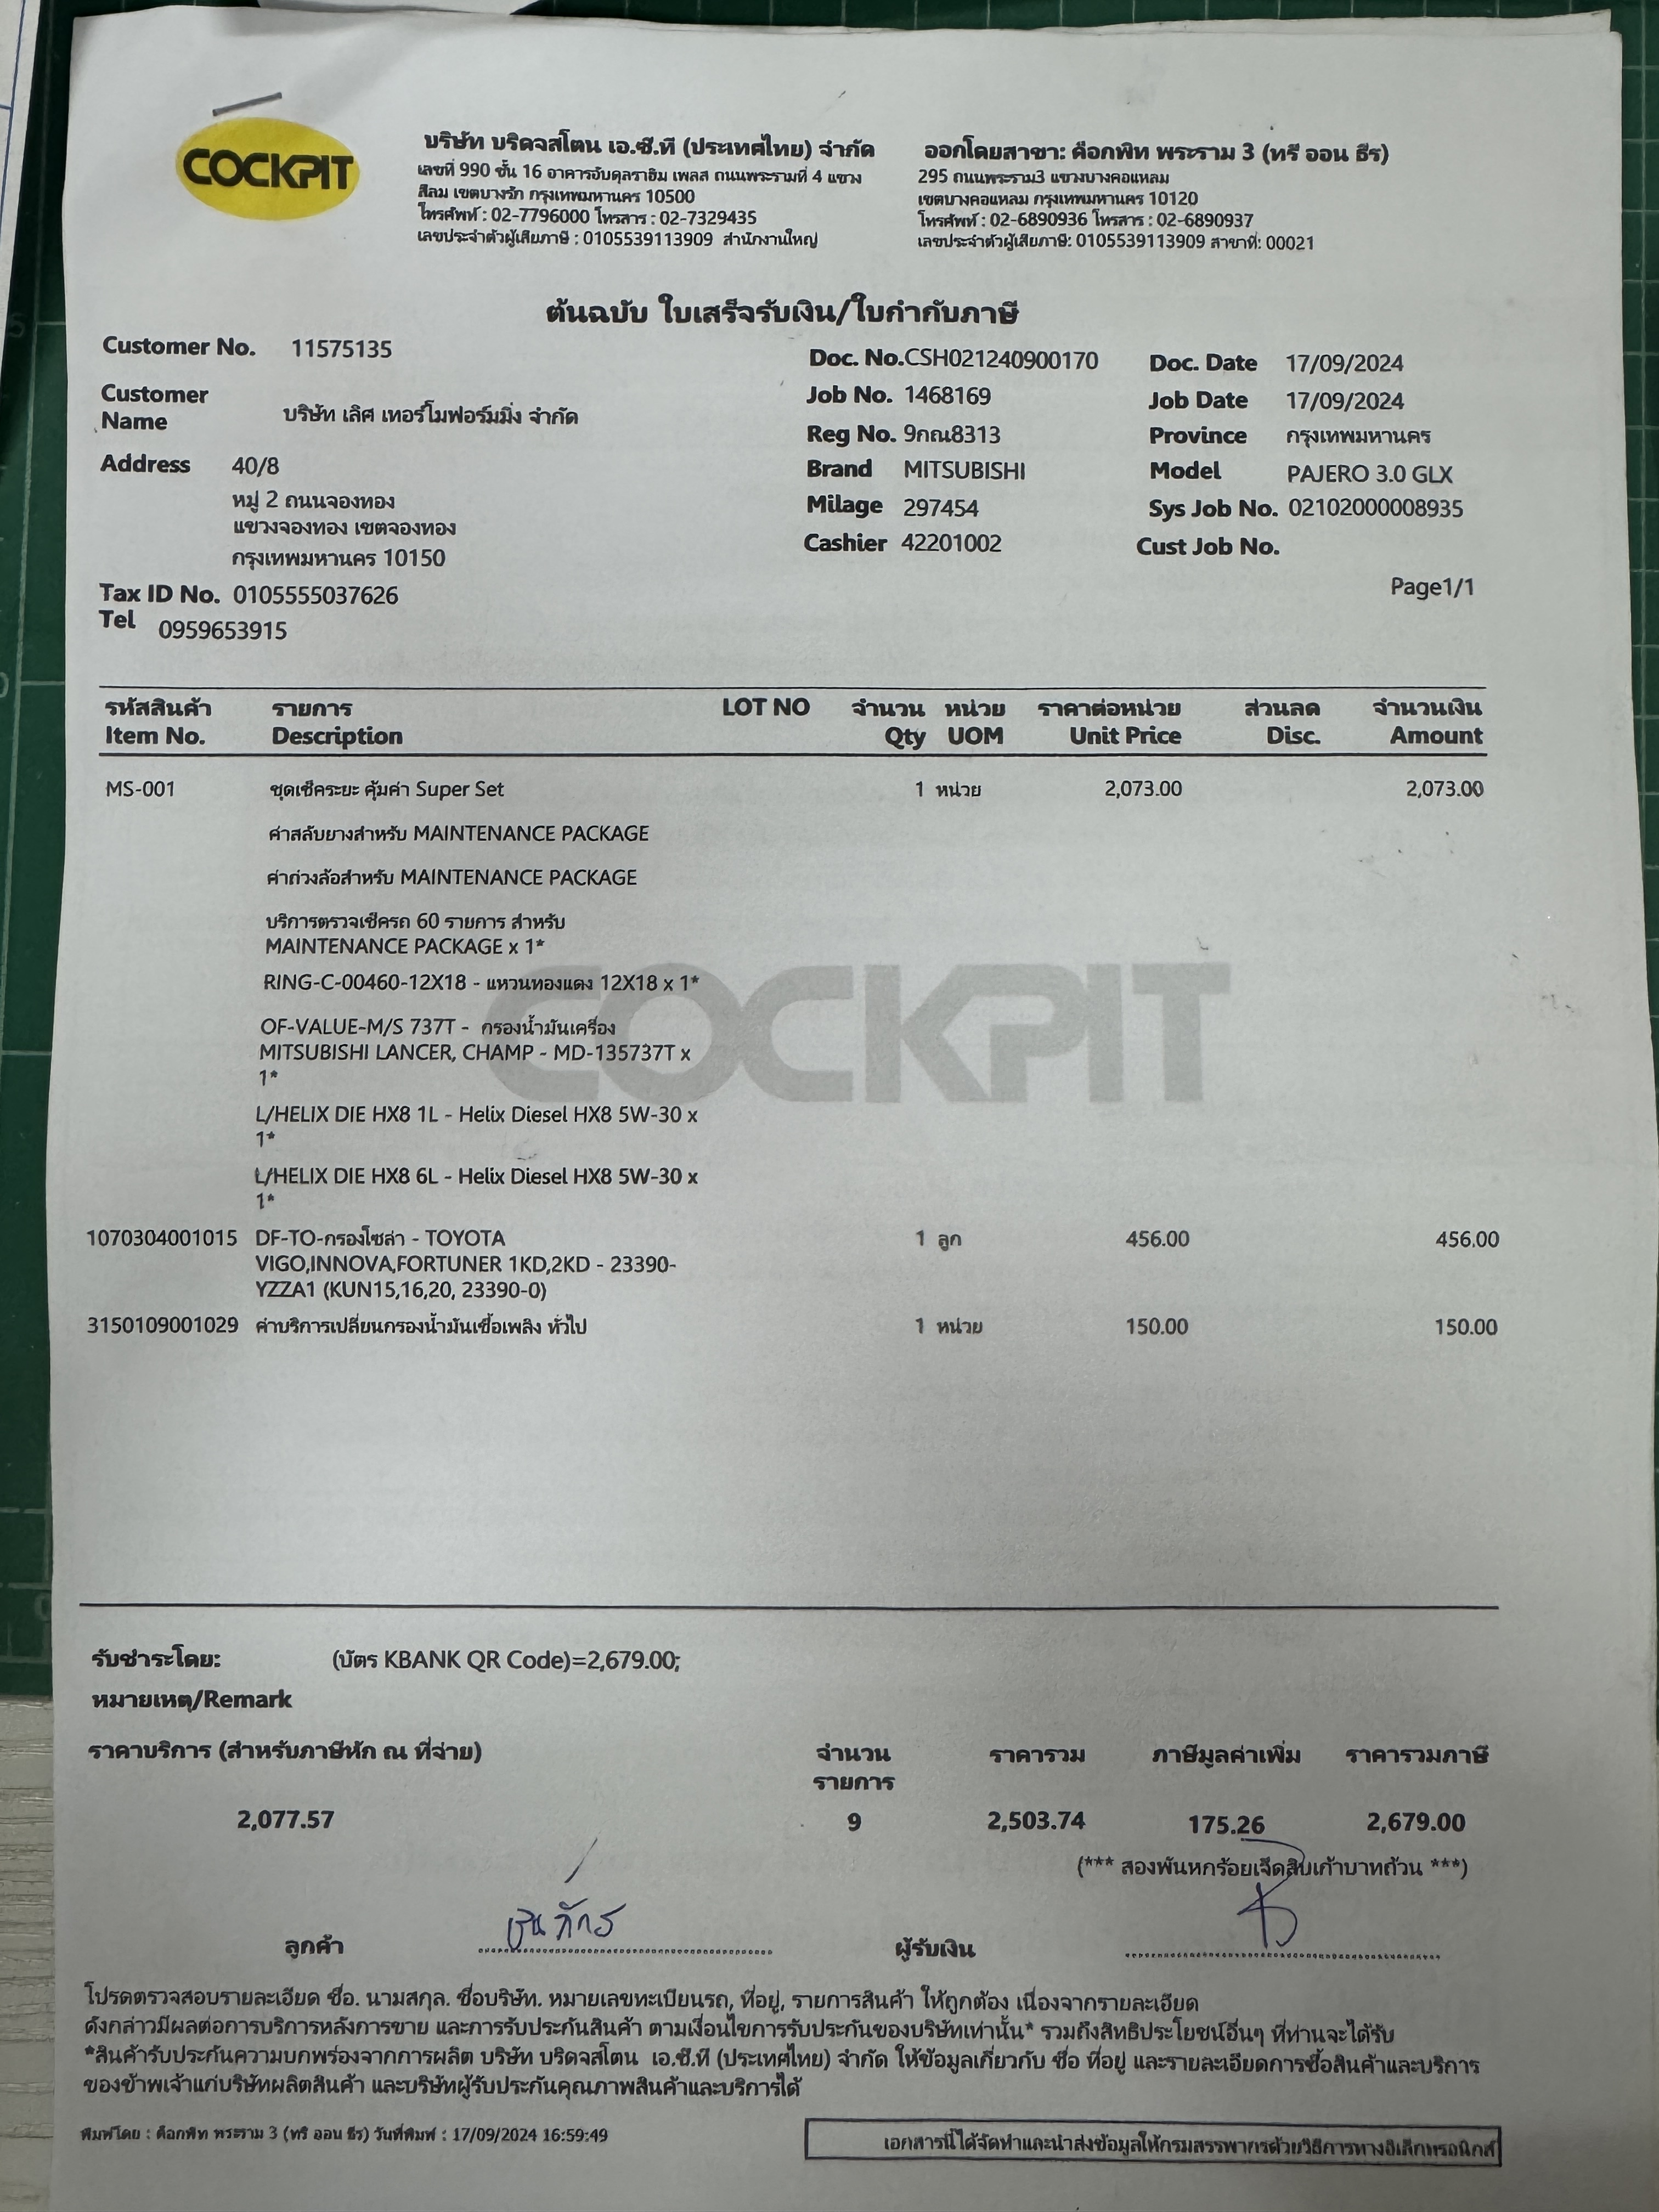 COCKPIT
บริษัท บริดจสโตน เอ.ซี.ที (ประเทศไทย) จำกัด
เลขที่ 990 ชั้น 16 อาคารอับดุลราฮิม เพลส ถนนพระรามที่ 4 แขวง
สีลม เขตบางรัก กรุงเทพมหานคร 10500
โทรศัพท์ : 02-7796000 โทรสาร : 02-7329435
เลขประจำตัวผู้เสียภาษี : 0105539113909 สำนักงานใหญ่
ออกโดยสาขา: ค๊อกพิท พระราม 3 (ทรี ออน ธีร)
295 ถนนพระราม3 แขวงบางคอแหลม
เขตบางคอแหลม กรุงเทพมหานคร 10120
โทรศัพท์ : 02-6890936 โทรสาร : 02-6890937
เลขประจำตัวผู้เสียภาษี: 0105539113909 สาขาที่: 00021
ต้นฉบับ ใบเสร็จรับเงิน/ใบกำกับภาษี
Customer No. 11575135
Customer Name บริษัท เลิศ เทอร์โมฟอร์มมิ่ง จำกัด
Address 40/8
หมู่ 2 ถนนจองทอง
แขวงจองทอง เขตจองทอง
กรุงเทพมหานคร 10150
Tax ID No. 0105555037626
Tel 0959653915
Doc. No.CSH021240900170 Doc. Date 17/09/2024
Job No. 1468169 Job Date 17/09/2024
Reg No. 9กณ8313 Province กรุงเทพมหานคร
Brand MITSUBISHI Model PAJERO 3.0 GLX
Milage 297454 Sys Job No. 02102000008935
Cashier 42201002 Cust Job No.
Page1/1
รหัสสินค้า รายการ LOT NO จำนวน หน่วย ราคาต่อหน่วย ส่วนลด จำนวนเงิน
Item No. Description Qty UOM Unit Price Disc. Amount
MS-001 ชุดเช็คระยะ คุ้มค่า Super Set 1 หน่วย 2,073.00 2,073.00
ค่าสลับยางสำหรับ MAINTENANCE PACKAGE
ค่าถ่วงล้อสำหรับ MAINTENANCE PACKAGE
บริการตรวจเช็ครถ 60 รายการ สำหรับ
MAINTENANCE PACKAGE x 1*
RING-C-00460-12X18 - แหวนทองแดง 12X18 x 1*
OF-VALUE-M/S 737T - กรองน้ำมันเครื่อง
MITSUBISHI LANCER, CHAMP - MD-135737T x
1*
L/HELIX DIE HX8 1L - Helix Diesel HX8 5W-30 x
1*
L/HELIX DIE HX8 6L - Helix Diesel HX8 5W-30 x
1*
1070304001015 DF-TO-กรองโซล่า - TOYOTA 1 ลูก 456.00 456.00
VIGO,INNOVA,FORTUNER 1KD,2KD - 23390-
YZZA1 (KUN15,16,20, 23390-0)
3150109001029 ค่าบริการเปลี่ยนกรองน้ำมันเชื้อเพลิง ทั่วไป 1 หน่วย 150.00 150.00
COCKPIT
รับชำระโดย: (บัตร KBANK QR Code)=2,679.00;
หมายเหตุ/Remark
ราคาบริการ (สำหรับภาษีหัก ณ ที่จ่าย) จำนวน รายการ ราคารวม ภาษีมูลค่าเพิ่ม ราคารวมภาษี
2,077.57 9 2,503.74 175.26 2,679.00
(*** สองพันหกร้อยเจ็ดสิบเก้าบาทถ้วน ***)
ลูกค้า ผู้รับเงิน
โปรดตรวจสอบรายละเอียด ชื่อ. นามสกุล. ชื่อบริษัท. หมายเลขทะเบียนรถ, ที่อยู่, รายการสินค้า ให้ถูกต้อง เนื่องจากรายละเอียด
ดังกล่าวมีผลต่อการบริการหลังการขาย และการรับประกันสินค้า ตามเงื่อนไขการรับประกันของบริษัทเท่านั้น* รวมถึงสิทธิประโยชน์อื่นๆ ที่ท่านจะได้รับ
*สินค้ารับประกันความบกพร่องจากการผลิต บริษัท บริดจสโตน เอ.ซี.ที (ประเทศไทย) จำกัด ให้ข้อมูลเกี่ยวกับ ชื่อ ที่อยู่ และรายละเอียดการซื้อสินค้าและบริการ
ของข้าพเจ้าแก่บริษัทผลิตสินค้า และบริษัทผู้รับประกันคุณภาพสินค้าและบริการได้
พิมพ์โดย : ค๊อกพิท พระราม 3 (ทรี ออน ธีร) วันที่พิมพ์ : 17/09/2024 16:59:49
เอกสารนี้ได้จัดทำและนำส่งข้อมูลให้กรมสรรพากรด้วยวิธีการทางอิเล็กทรอนิกส์